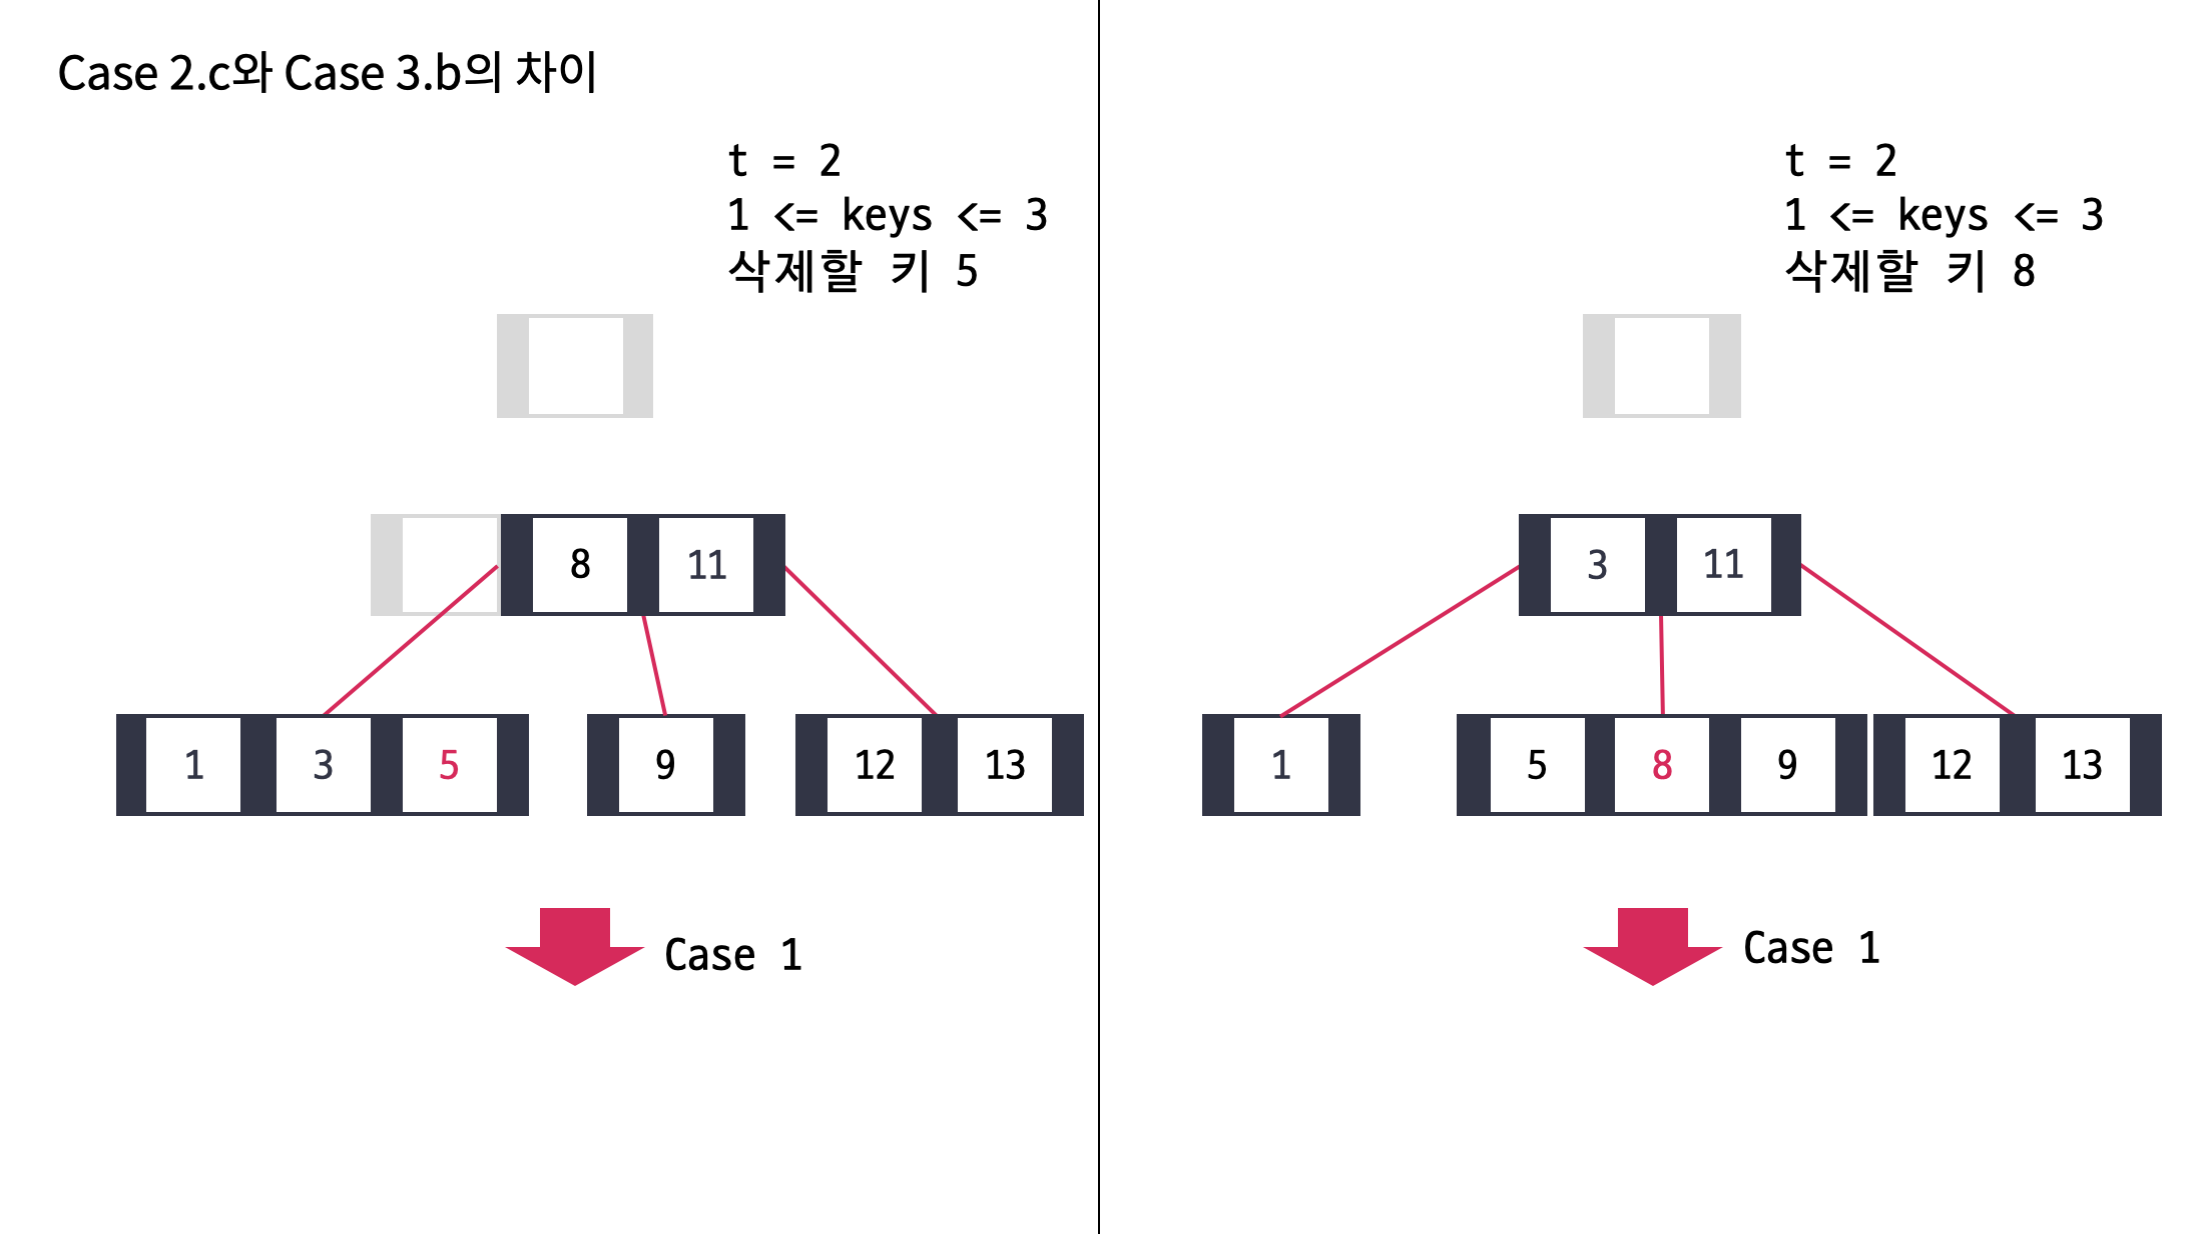 Case 2.c와 Case 3.b의 차이
t = 2
1 <= keys <= 3
삭제할 키 5
8 11
1 3 5 9 12 13
Case 1
t = 2
1 <= keys <= 3
삭제할 키 8
3 11
1 5 8 9 12 13
Case 1